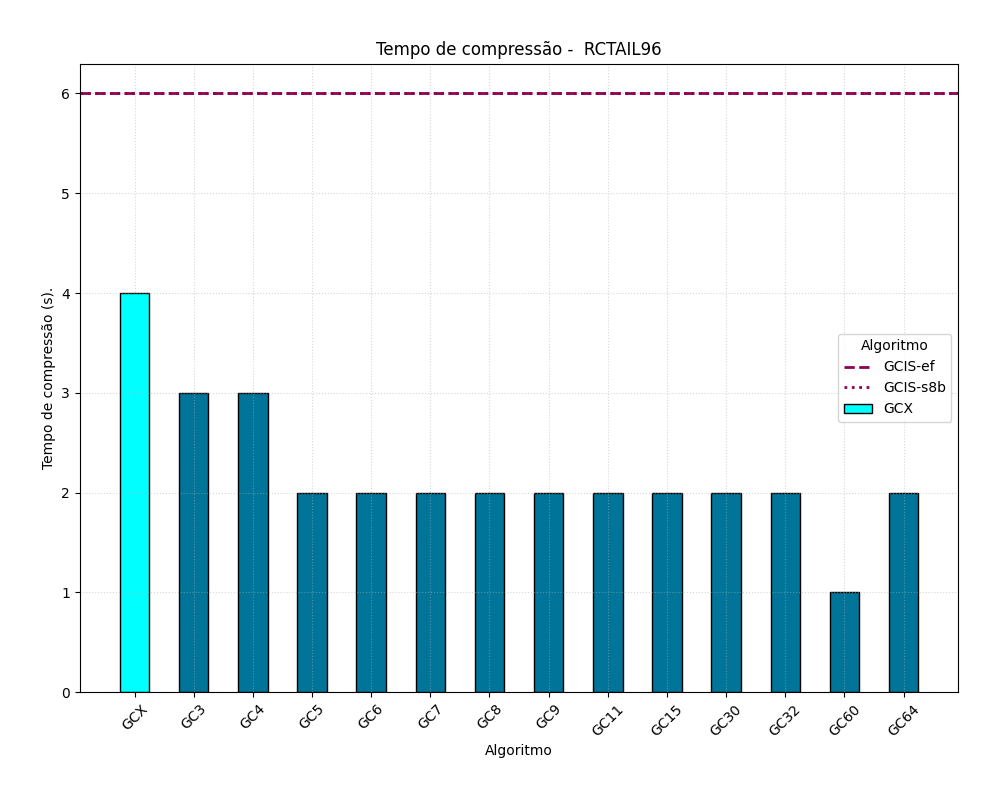 Tempo de compressão -  RCTAIL96
6
5
4
3
2
1
0
Tempo de compressão (s).
Algoritmo
GCIS-ef
GCIS-s8b
GCX
GCX
GC3
GC4
GC5
GC6
GC7
GC8
GC9
GC11
GC15
GC30
GC32
GC60
GC64
Algoritmo